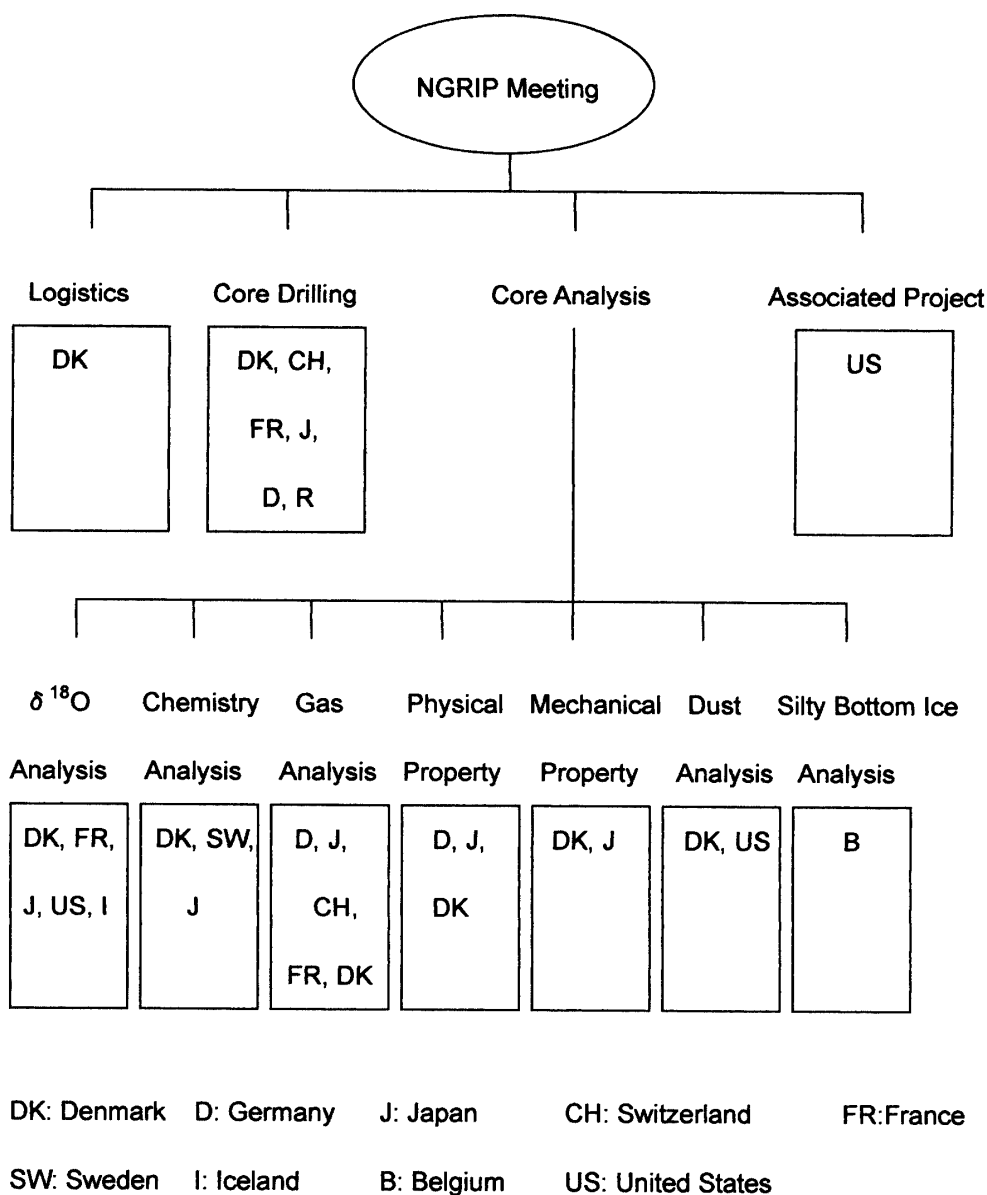 NGRIP Meeting
Logistics
Core Drilling
Core Analysis
Associated Project
DK
DK, CH,
FR, J,
D, R
US
δ ¹⁸O
Analysis
Chemistry
Analysis
Gas
Analysis
Physical
Property
Mechanical
Property
Dust
Analysis
Silty Bottom Ice
Analysis
DK, FR,
J, US, I
DK, SW,
J
D, J,
CH,
FR, DK
D, J,
DK
DK, J
DK, US
B
DK: Denmark D: Germany J: Japan CH: Switzerland FR:France
SW: Sweden I: Iceland B: Belgium US: United States